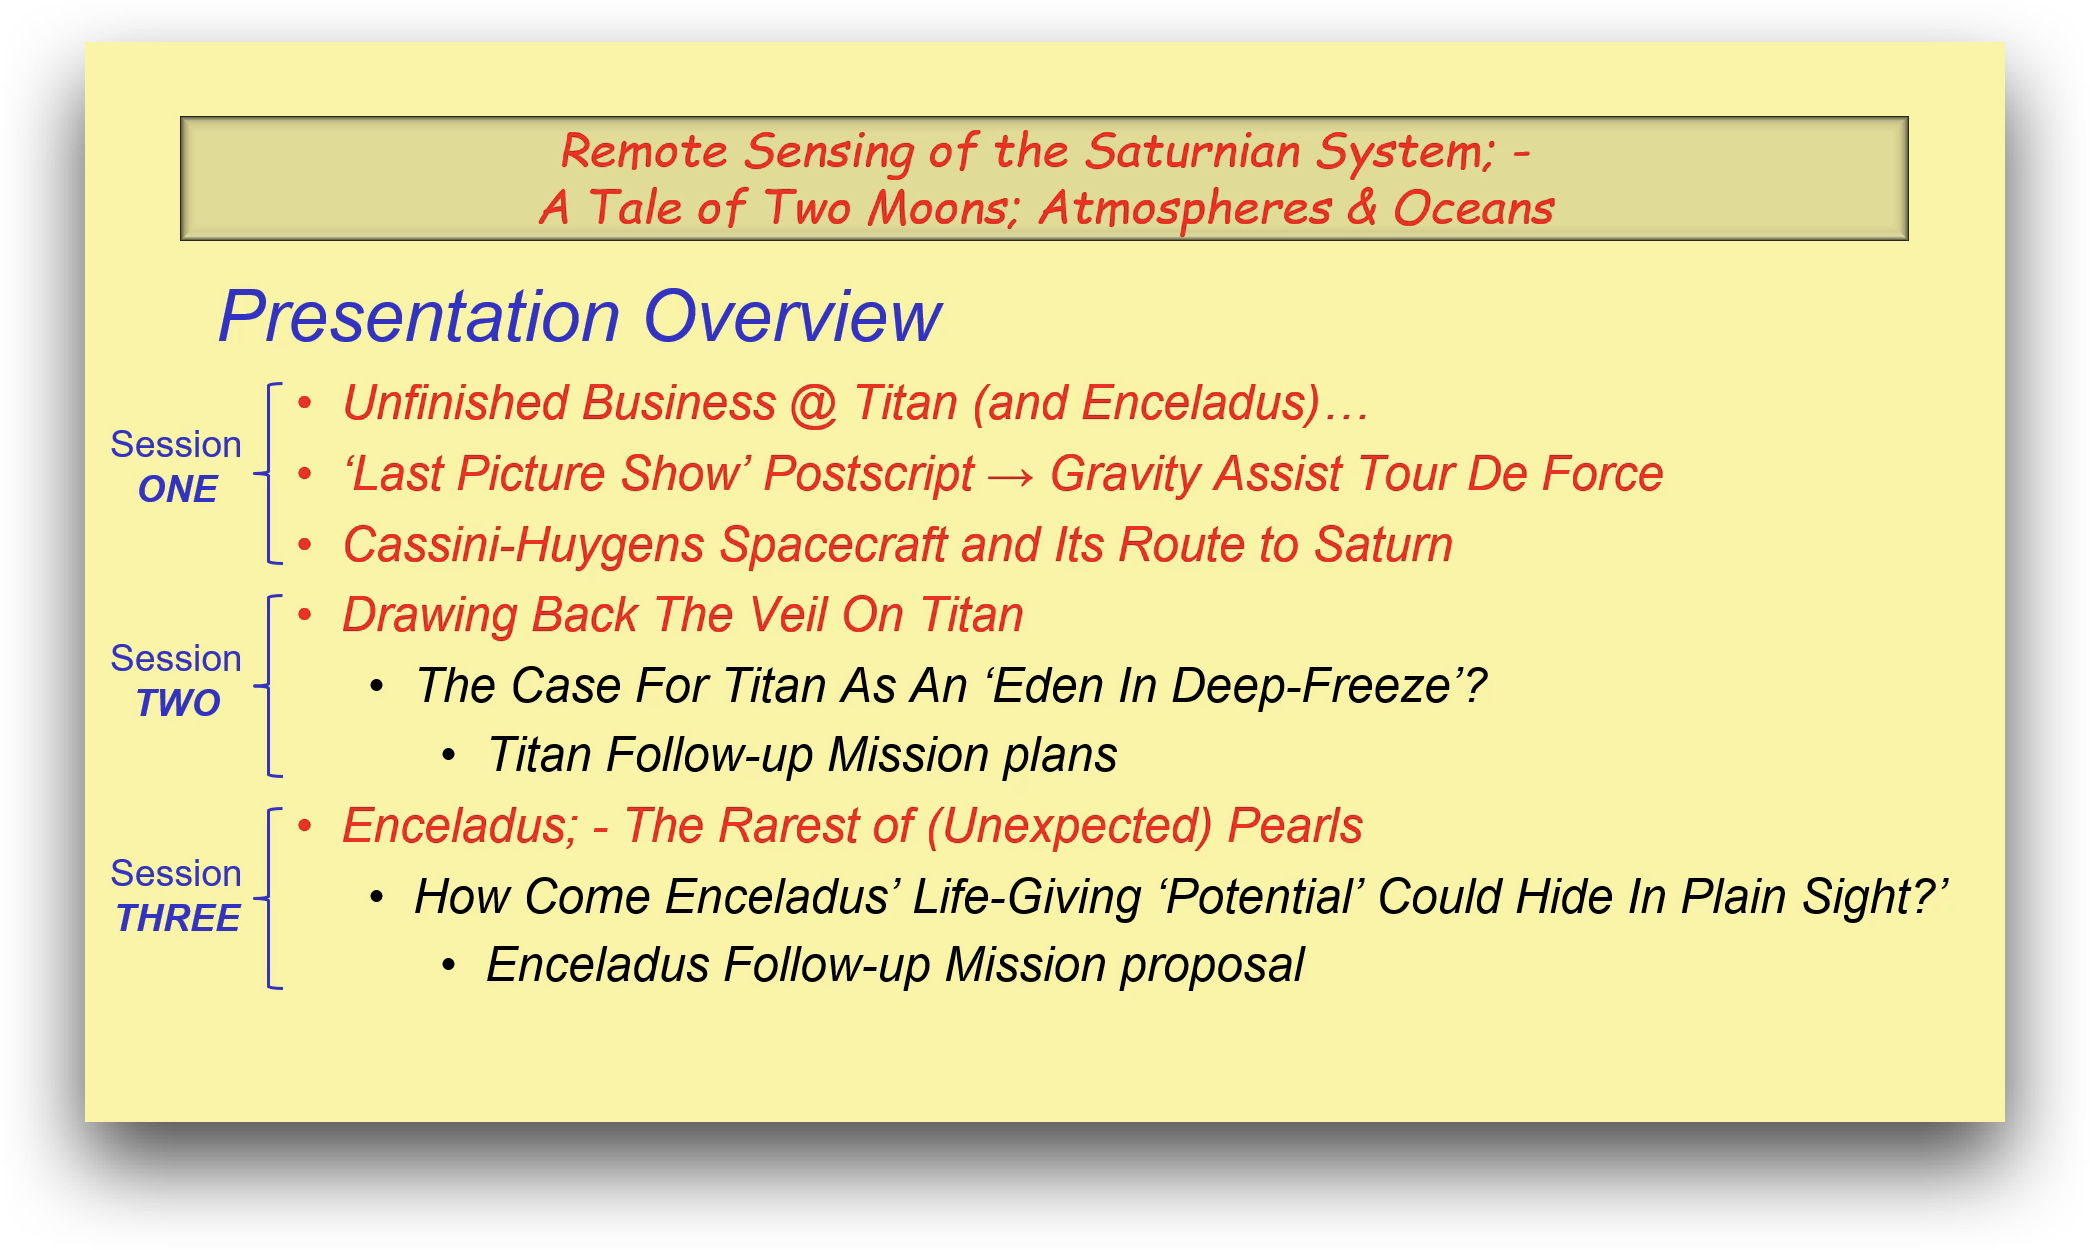 Remote Sensing of the Saturnian System; -
A Tale of Two Moons; Atmospheres & Oceans
Presentation Overview
Session
ONE
• Unfinished Business @ Titan (and Enceladus)…
• ‘Last Picture Show’ Postscript → Gravity Assist Tour De Force
• Cassini-Huygens Spacecraft and Its Route to Saturn
Session
TWO
• Drawing Back The Veil On Titan
• The Case For Titan As An ‘Eden In Deep-Freeze’?
• Titan Follow-up Mission plans
Session
THREE
• Enceladus; - The Rarest of (Unexpected) Pearls
• How Come Enceladus’ Life-Giving ‘Potential’ Could Hide In Plain Sight?’
• Enceladus Follow-up Mission proposal